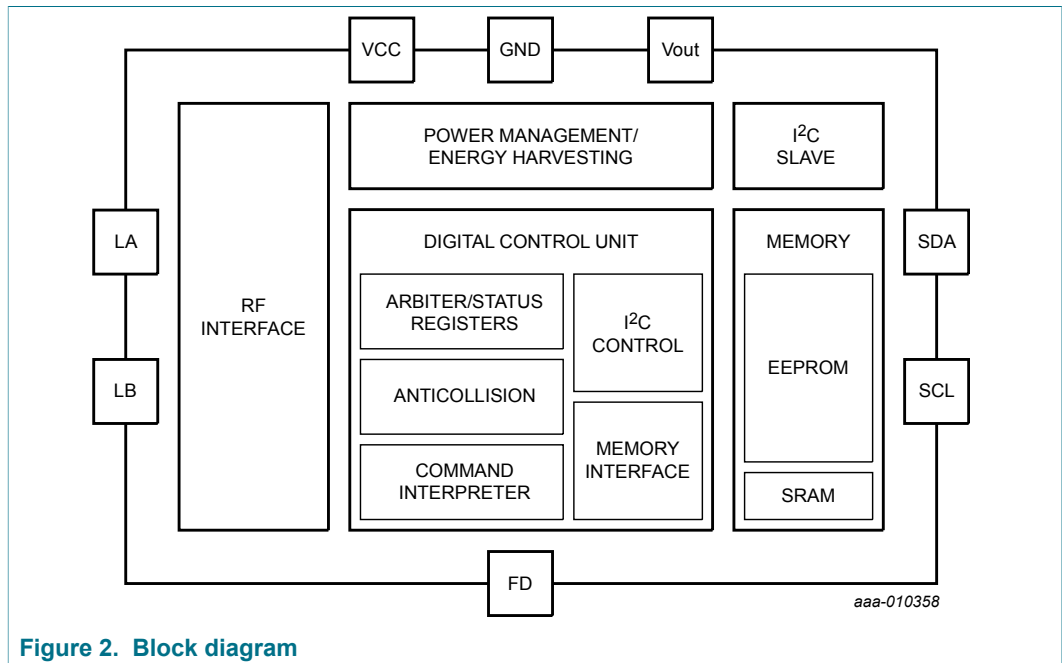 VCC
GND
Vout
POWER MANAGEMENT/
ENERGY HARVESTING
I²C
SLAVE
LA
LB
RF
INTERFACE
DIGITAL CONTROL UNIT
ARBITER/STATUS
REGISTERS
ANTICOLLISION
COMMAND
INTERPRETER
I²C
CONTROL
MEMORY
INTERFACE
MEMORY
EEPROM
SRAM
SDA
SCL
FD
aaa-010358
Figure 2. Block diagram